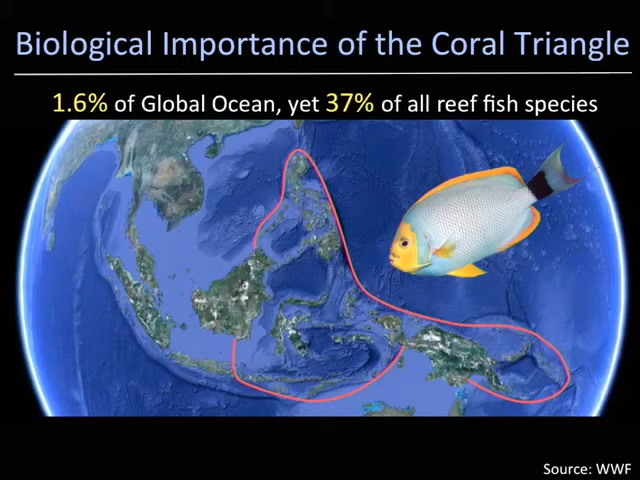 Biological Importance of the Coral Triangle
1.6% of Global Ocean, yet 37% of all reef fish species
Source: WWF